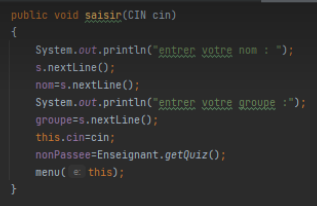 public void saisir(CIN cin)
{
System.out.println("entrer votre nom : ");
s.nextLine();
nom=s.nextLine();
System.out.println("entrer votre groupe :");
groupe=s.nextLine();
this.cin=cin;
nonPassee=Enseignant.getQuiz();
menu( e: this);
}